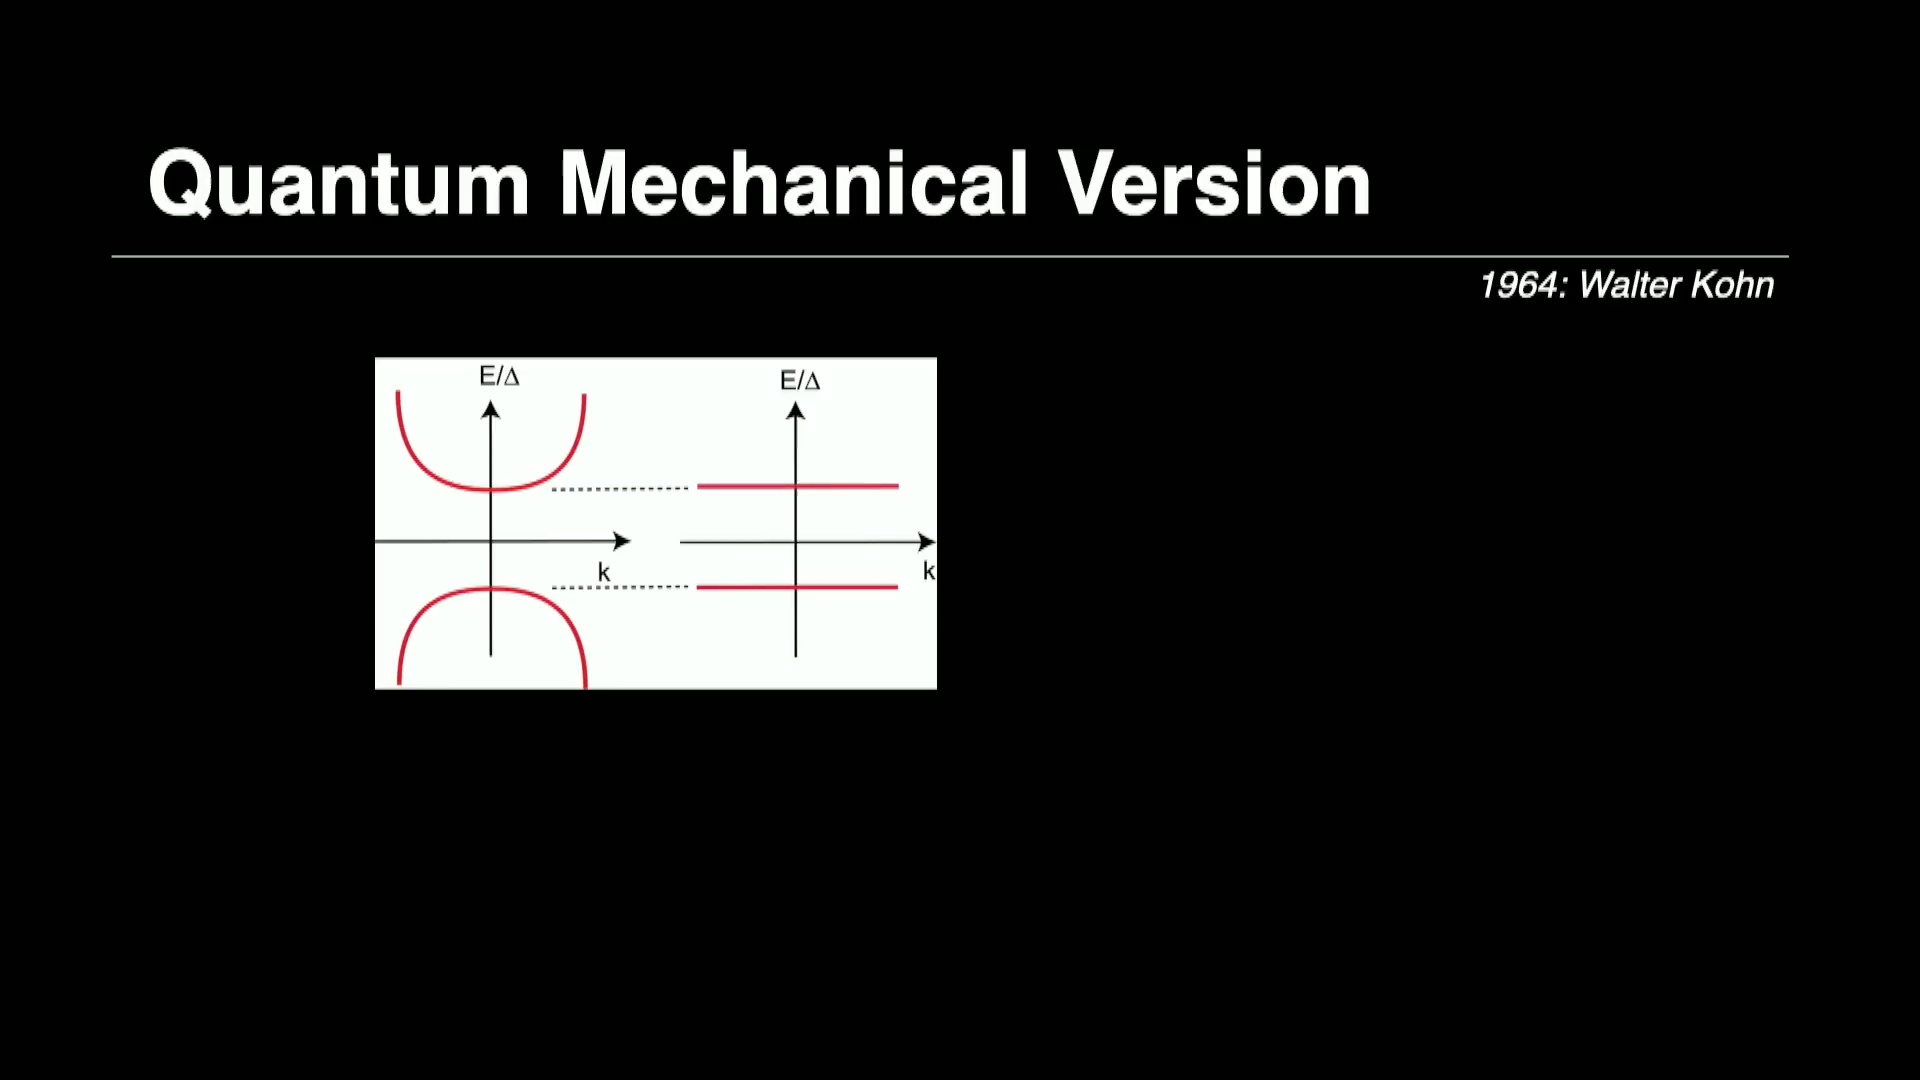 Quantum Mechanical Version
1964: Walter Kohn
E/Δ
E/Δ
k
k